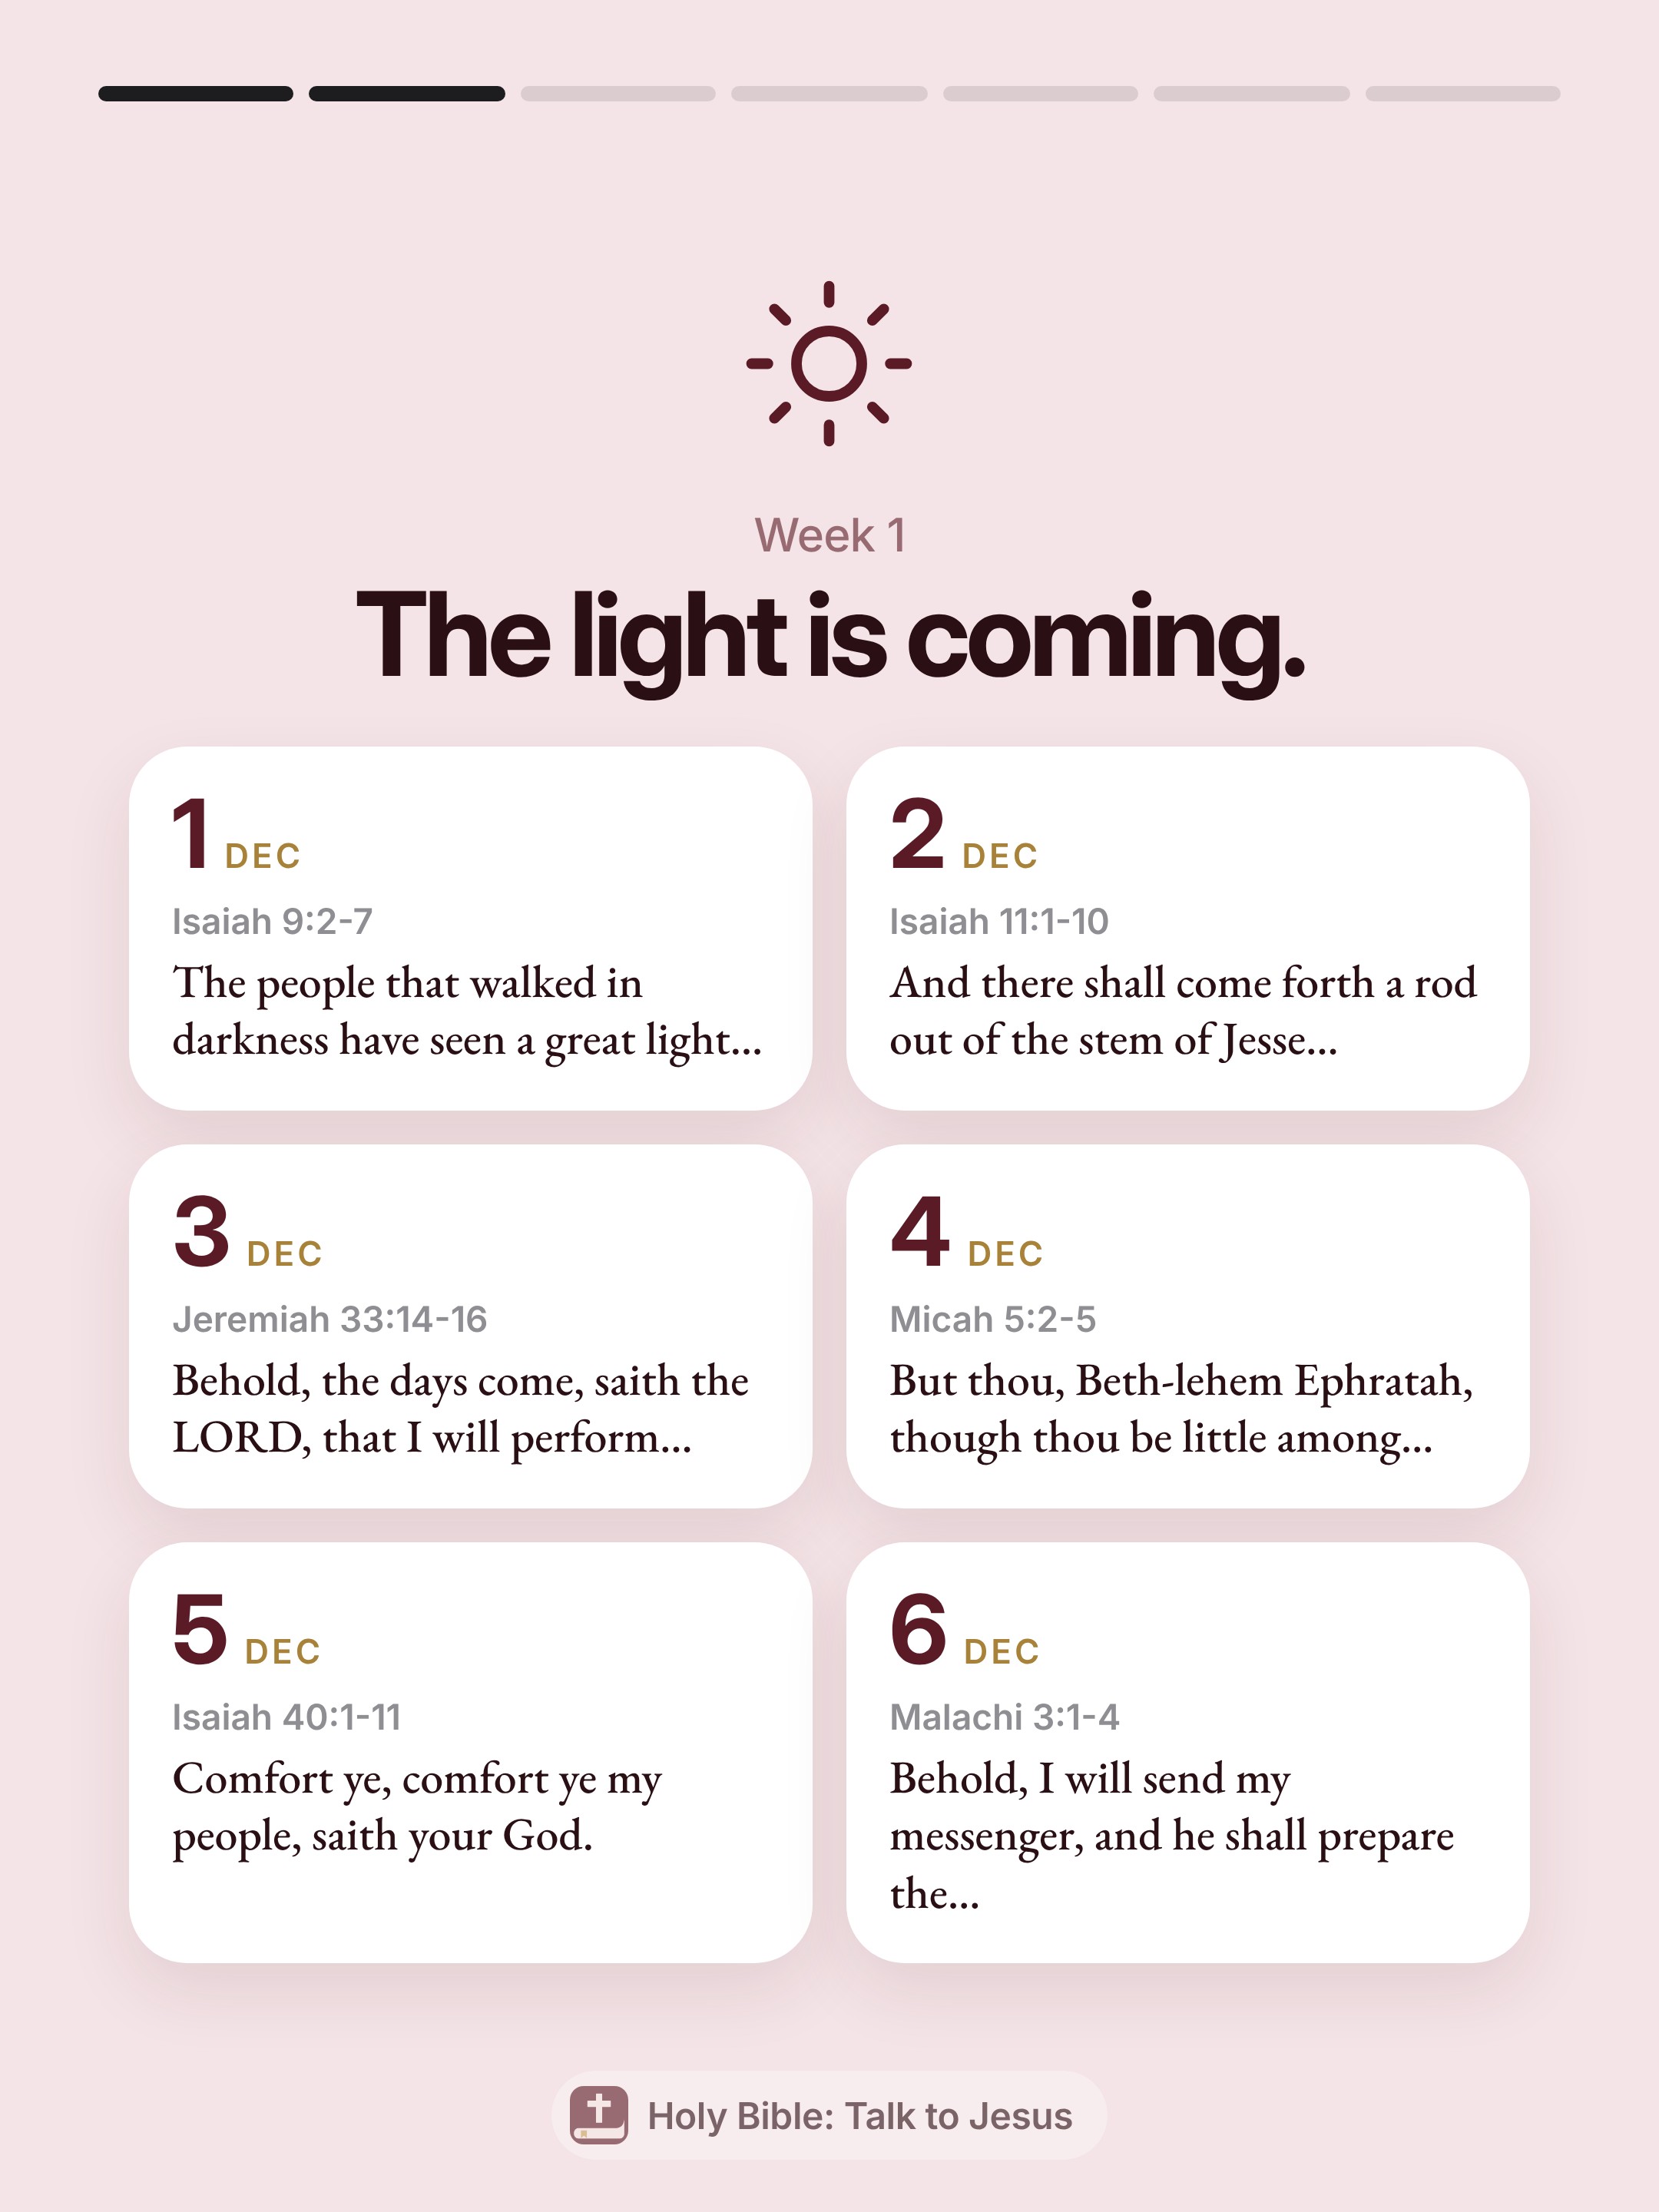 Week 1
The light is coming.
1 DEC
Isaiah 9:2-7
The people that walked in
darkness have seen a great light...
2 DEC
Isaiah 11:1-10
And there shall come forth a rod
out of the stem of Jesse...
3 DEC
Jeremiah 33:14-16
Behold, the days come, saith the
LORD, that I will perform...
4 DEC
Micah 5:2-5
But thou, Beth-lehem Ephratah,
though thou be little among...
5 DEC
Isaiah 40:1-11
Comfort ye, comfort ye my
people, saith your God.
6 DEC
Malachi 3:1-4
Behold, I will send my
messenger, and he shall prepare
the...
Holy Bible: Talk to Jesus